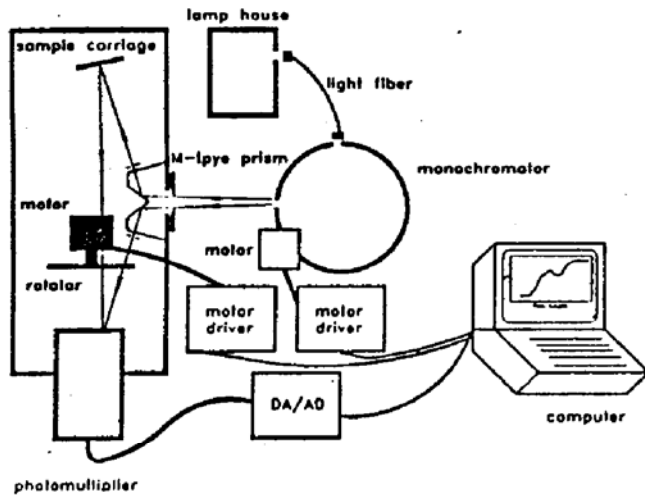 lamp house
sample carriage
light fiber
M-tpye prism
monochromator
motor
motor
rotator
motor
driver
motor
driver
DA/AD
computer
photomultiplier